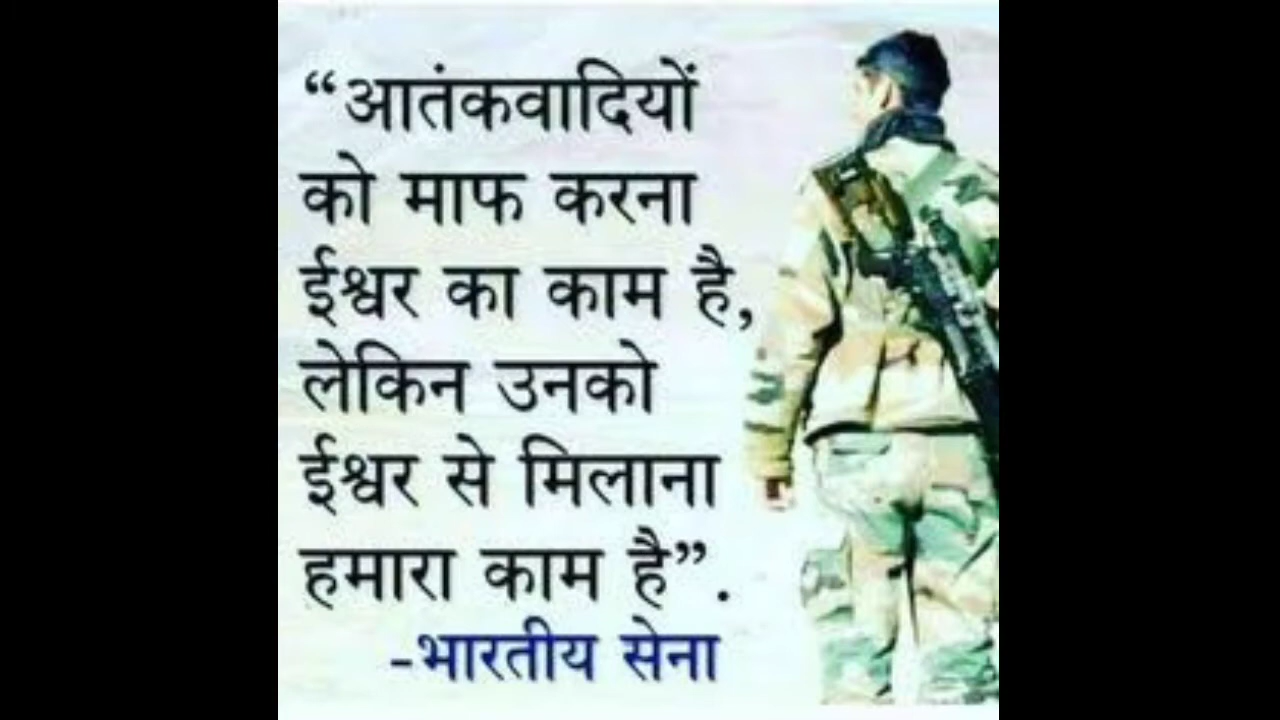 “आतंकवादियों
को माफ करना
ईश्वर का काम है,
लेकिन उनको
ईश्वर से मिलाना
हमारा काम है”.
-भारतीय सेना